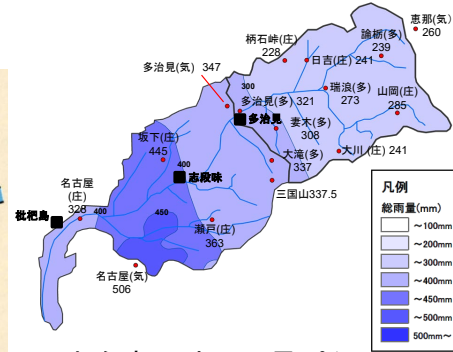 恵那(気)
260
柄石峠(庄)
228
論栃(多)
239
日吉(庄) 241
多治見(気) 347
300
瑞浪(多)
273
山岡(庄)
285
多治見(多) 321
多治見
妻木(多)
308
坂下(庄)
445
大滝(多)
337
大川(庄) 241
400
志段味
三国山337.5
名古屋
(庄)
328
枇杷島
400
450
瀬戸(庄)
363
名古屋(気)
506
凡例
総雨量(mm)
～100mm
～200mm
～300mm
～400mm
～450mm
～500mm
500mm～